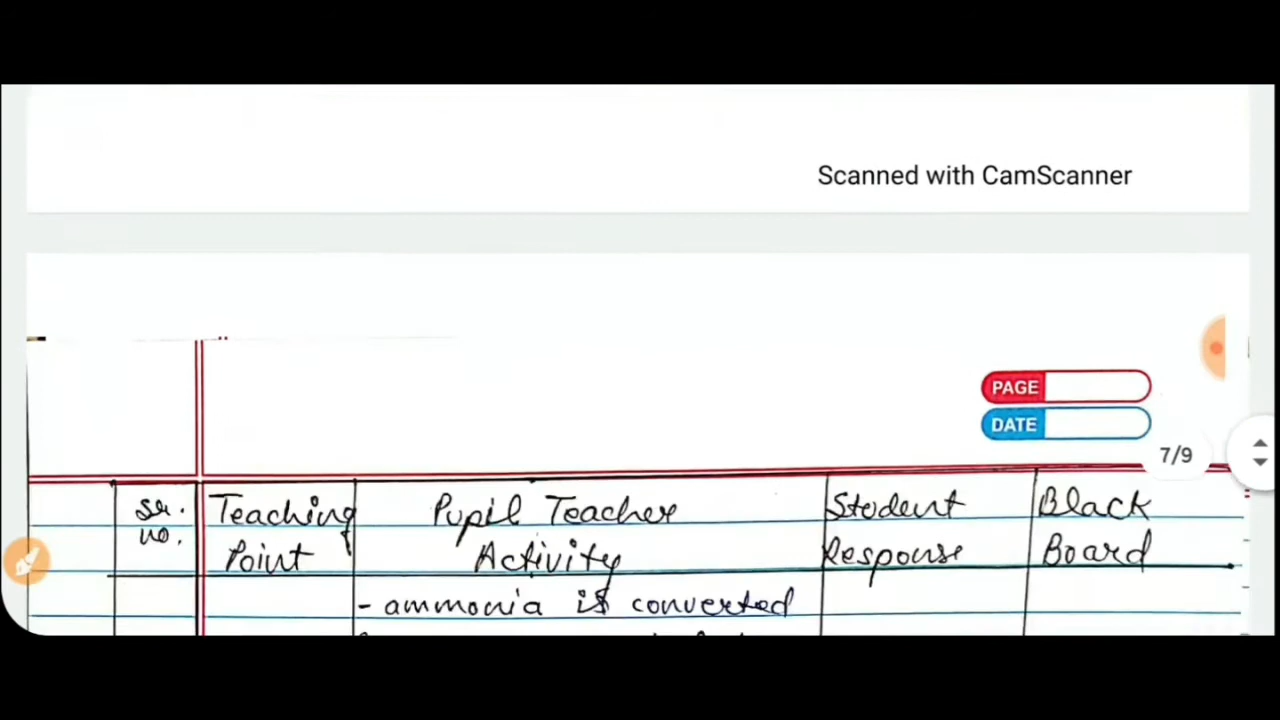 Scanned with CamScanner
PAGE
DATE
7/9
Sr. no.
Teaching Point
Pupil Teacher Activity
Student Response
Black Board
- ammonia is converted